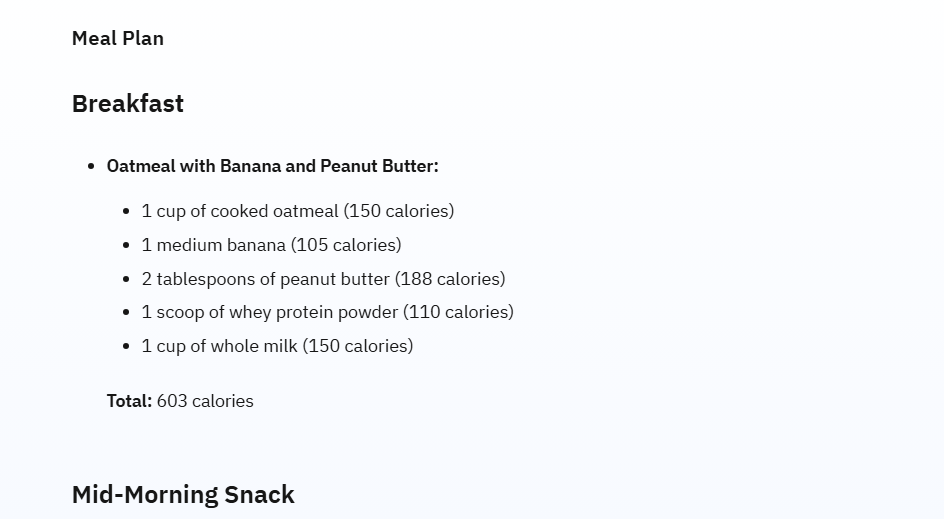 Meal Plan
Breakfast
Oatmeal with Banana and Peanut Butter:
1 cup of cooked oatmeal (150 calories)
1 medium banana (105 calories)
2 tablespoons of peanut butter (188 calories)
1 scoop of whey protein powder (110 calories)
1 cup of whole milk (150 calories)
Total: 603 calories
Mid-Morning Snack